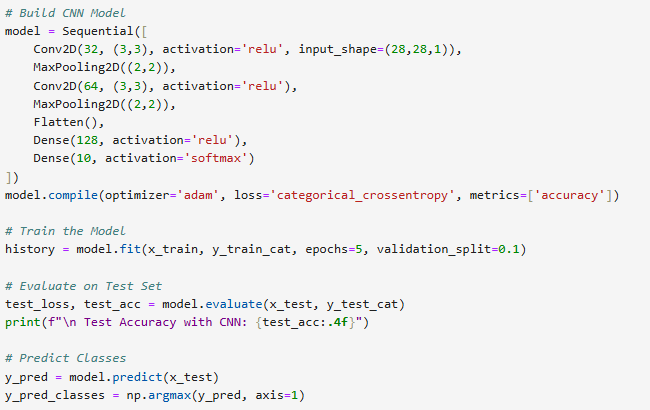 # Build CNN Model
model = Sequential([
    Conv2D(32, (3,3), activation='relu', input_shape=(28,28,1)),
    MaxPooling2D((2,2)),
    Conv2D(64, (3,3), activation='relu'),
    MaxPooling2D((2,2)),
    Flatten(),
    Dense(128, activation='relu'),
    Dense(10, activation='softmax')
])
model.compile(optimizer='adam', loss='categorical_crossentropy', metrics=['accuracy'])
# Train the Model
history = model.fit(x_train, y_train_cat, epochs=5, validation_split=0.1)
# Evaluate on Test Set
test_loss, test_acc = model.evaluate(x_test, y_test_cat)
print(f"\n Test Accuracy with CNN: {test_acc:.4f}")
# Predict Classes
y_pred = model.predict(x_test)
y_pred_classes = np.argmax(y_pred, axis=1)